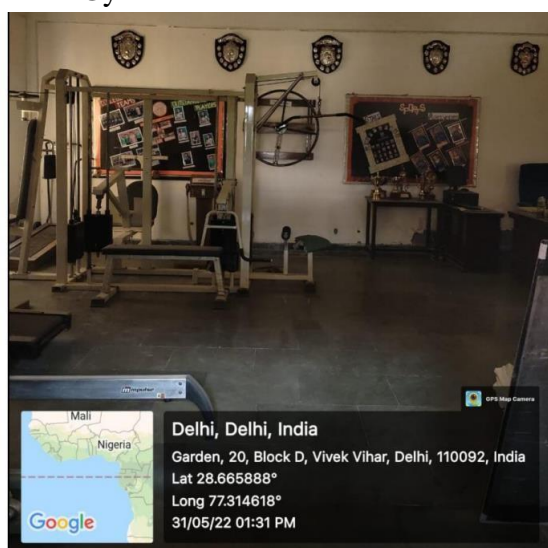 SPORTS
GPS Map Camera
Mali
Nigeria
Google
Delhi, Delhi, India
Garden, 20, Block D, Vivek Vihar, Delhi, 110092, India
Lat 28.665888°
Long 77.314618°
31/05/22 01:31 PM